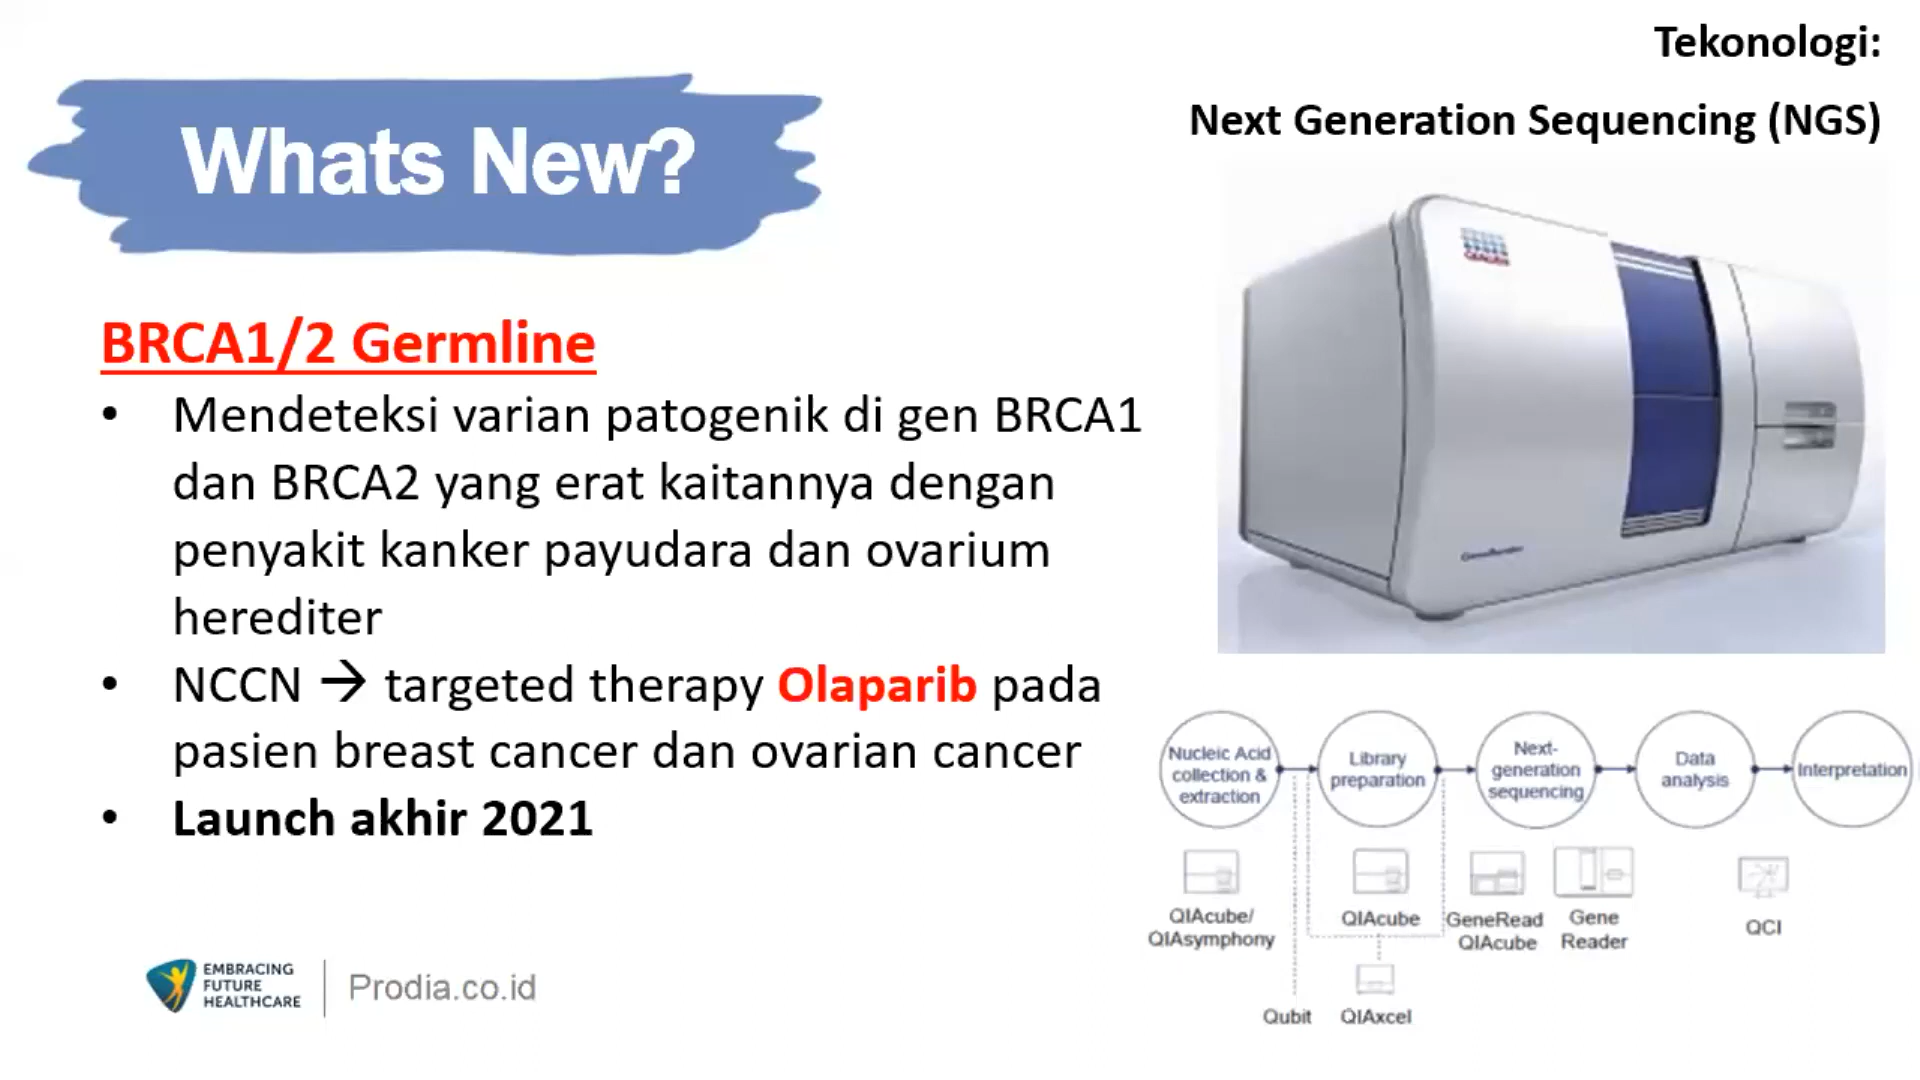 Tekonologi:
Next Generation Sequencing (NGS)
Whats New?
BRCA1/2 Germline
• Mendeteksi varian patogenik di gen BRCA1
dan BRCA2 yang erat kaitannya dengan
penyakit kanker payudara dan ovarium
herediter
• NCCN → targeted therapy Olaparib pada
pasien breast cancer dan ovarian cancer
• Launch akhir 2021
Nucleic Acid
collection &
extraction
Library
preparation
Next-
generation
sequencing
Data
analysis
Interpretation
QIAcube/
QIAsymphony
QIAcube
GeneRead
QIAcube
Gene
Reader
QCI
Qubit
QIAxcel
EMBRACING
FUTURE
HEALTHCARE
Prodia.co.id